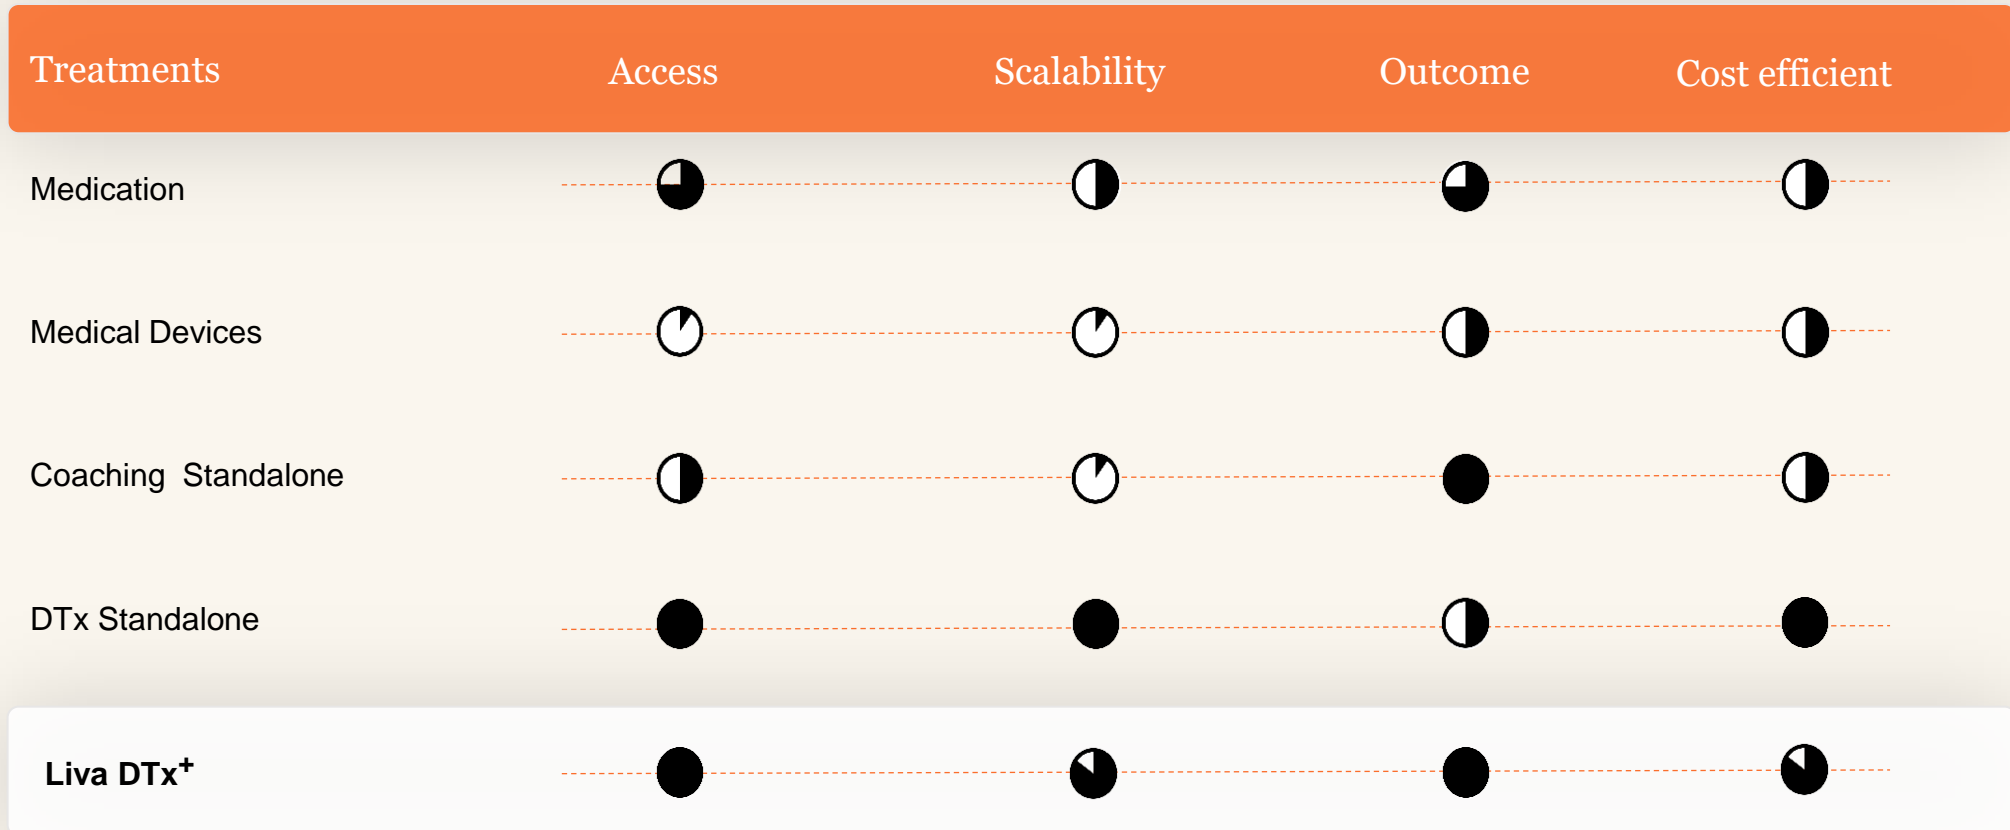 Treatments Access Scalability Outcome Cost efficient
Medication
Medical Devices
Coaching  Standalone
DTx Standalone
Liva DTx⁺